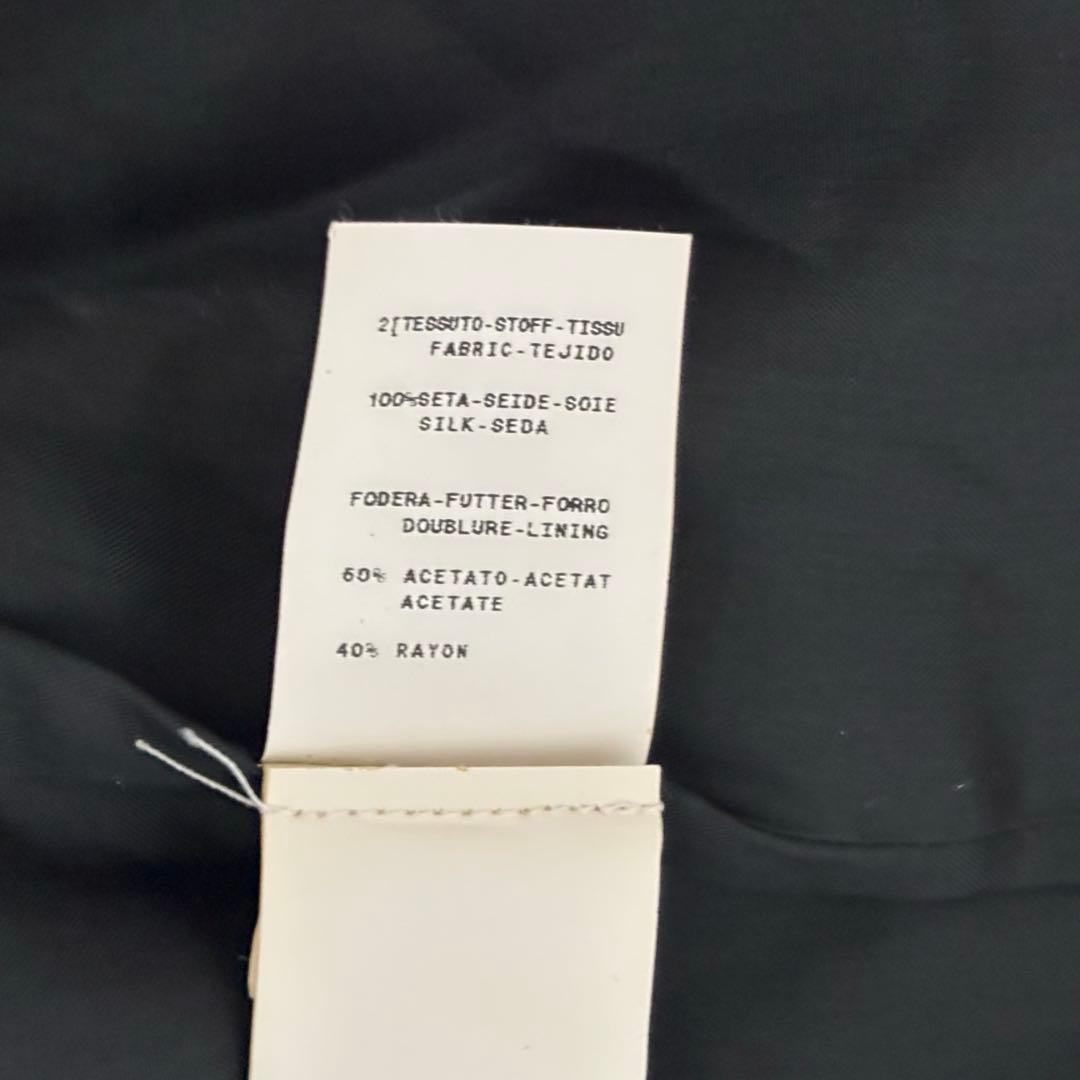 2[TESSUTO-STOFF-TISSU
FABRIC-TEJIDO
100%SETA-SEIDE-SOIE
SILK-SEDA
FODERA-FUTTER-FORRO
DOUBLURE-LINING
60% ACETATO-ACETAT
ACETATE
40% RAYON